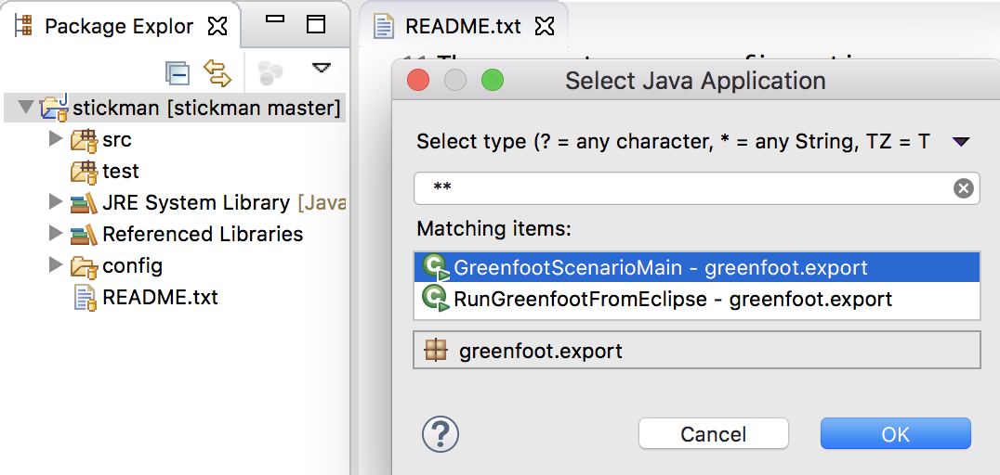 Package Explor
stickman [stickman master]
src
test
JRE System Library [Java
Referenced Libraries
config
README.txt
README.txt
Select Java Application
Select type (? = any character, * = any String, TZ = T
**
Matching items:
GreenfootScenarioMain - greenfoot.export
RunGreenfootFromEclipse - greenfoot.export
greenfoot.export
?
Cancel
OK